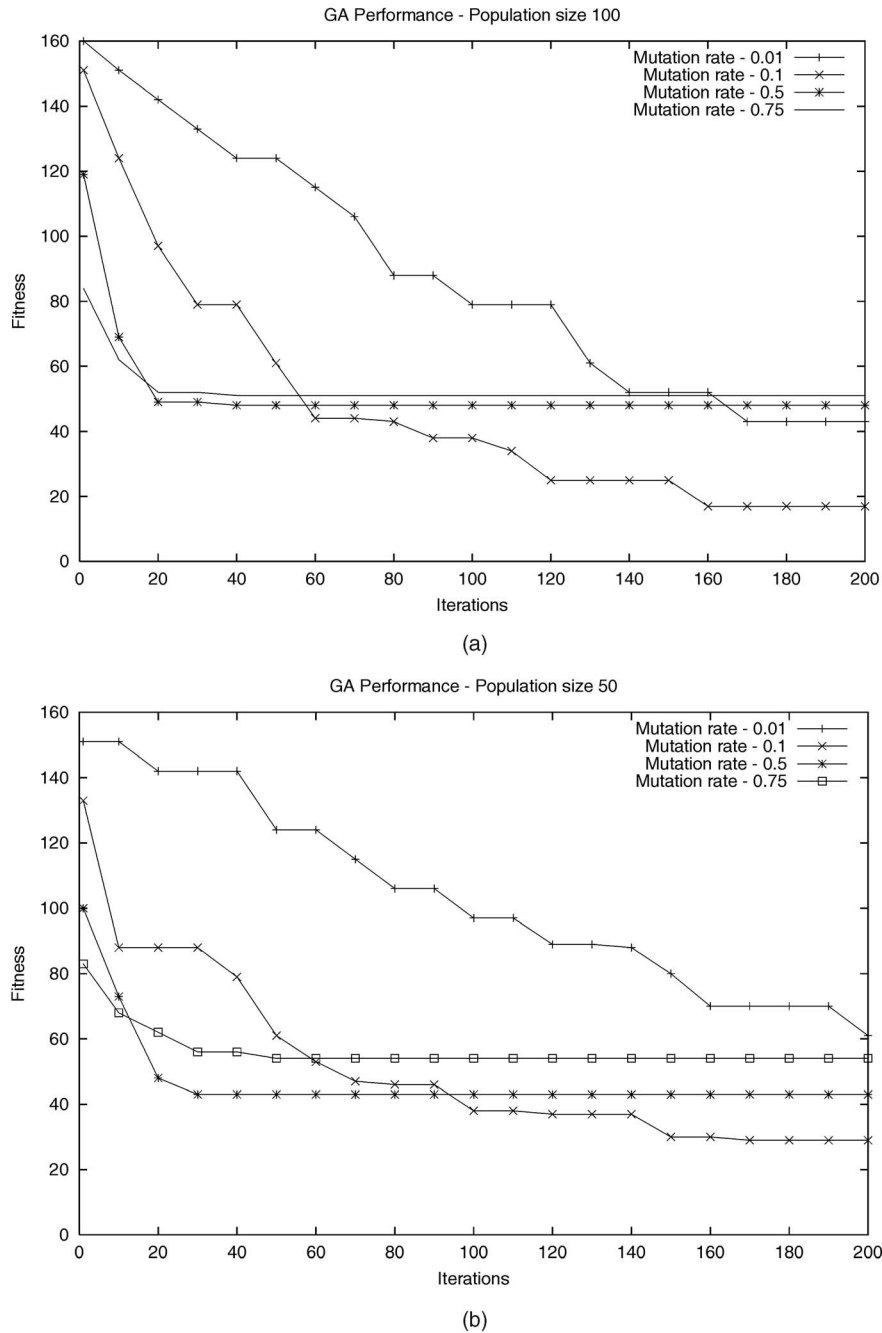 GA Performance - Population size 100
160
140
120
100
80
60
40
20
0
Fitness
Mutation rate - 0.01
Mutation rate - 0.1
Mutation rate - 0.5
Mutation rate - 0.75
0 20 40 60 80 100 120 140 160 180 200
Iterations
(a)
GA Performance - Population size 50
160
140
120
100
80
60
40
20
0
Fitness
Mutation rate - 0.01
Mutation rate - 0.1
Mutation rate - 0.5
Mutation rate - 0.75
0 20 40 60 80 100 120 140 160 180 200
Iterations
(b)